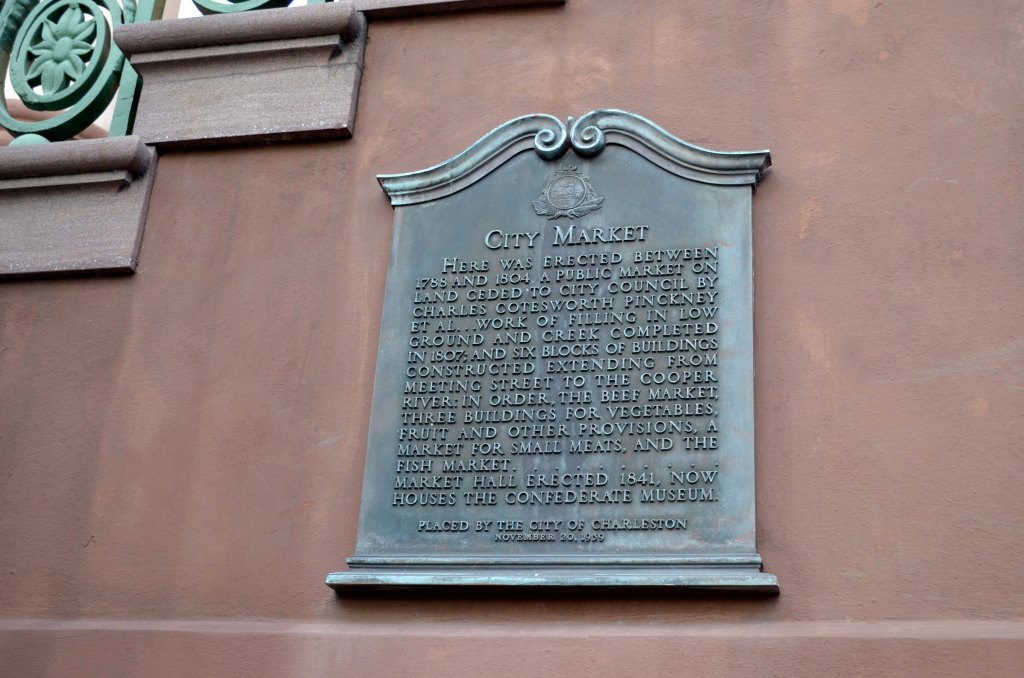 CITY MARKET
HERE WAS ERECTED BETWEEN
1788 AND 1804, A PUBLIC MARKET ON
LAND CEDED TO CITY COUNCIL BY
CHARLES COTESWORTH PINCKNEY
ET AL.. WORK OF FILLING IN LOW
GROUND AND CREEK COMPLETED
IN 1807; AND SIX BLOCKS OF BUILDINGS
CONSTRUCTED EXTENDING FROM
MEETING STREET TO THE COOPER
RIVER: IN ORDER, THE BEEF MARKET,
THREE BUILDINGS FOR VEGETABLES,
FRUIT AND OTHER PROVISIONS, A
MARKET FOR SMALL MEATS, AND THE
FISH MARKET. . . . . . . . . . .
MARKET HALL ERECTED 1841, NOW
HOUSES THE CONFEDERATE MUSEUM.
PLACED BY THE CITY OF CHARLESTON
NOVEMBER 20, 1939